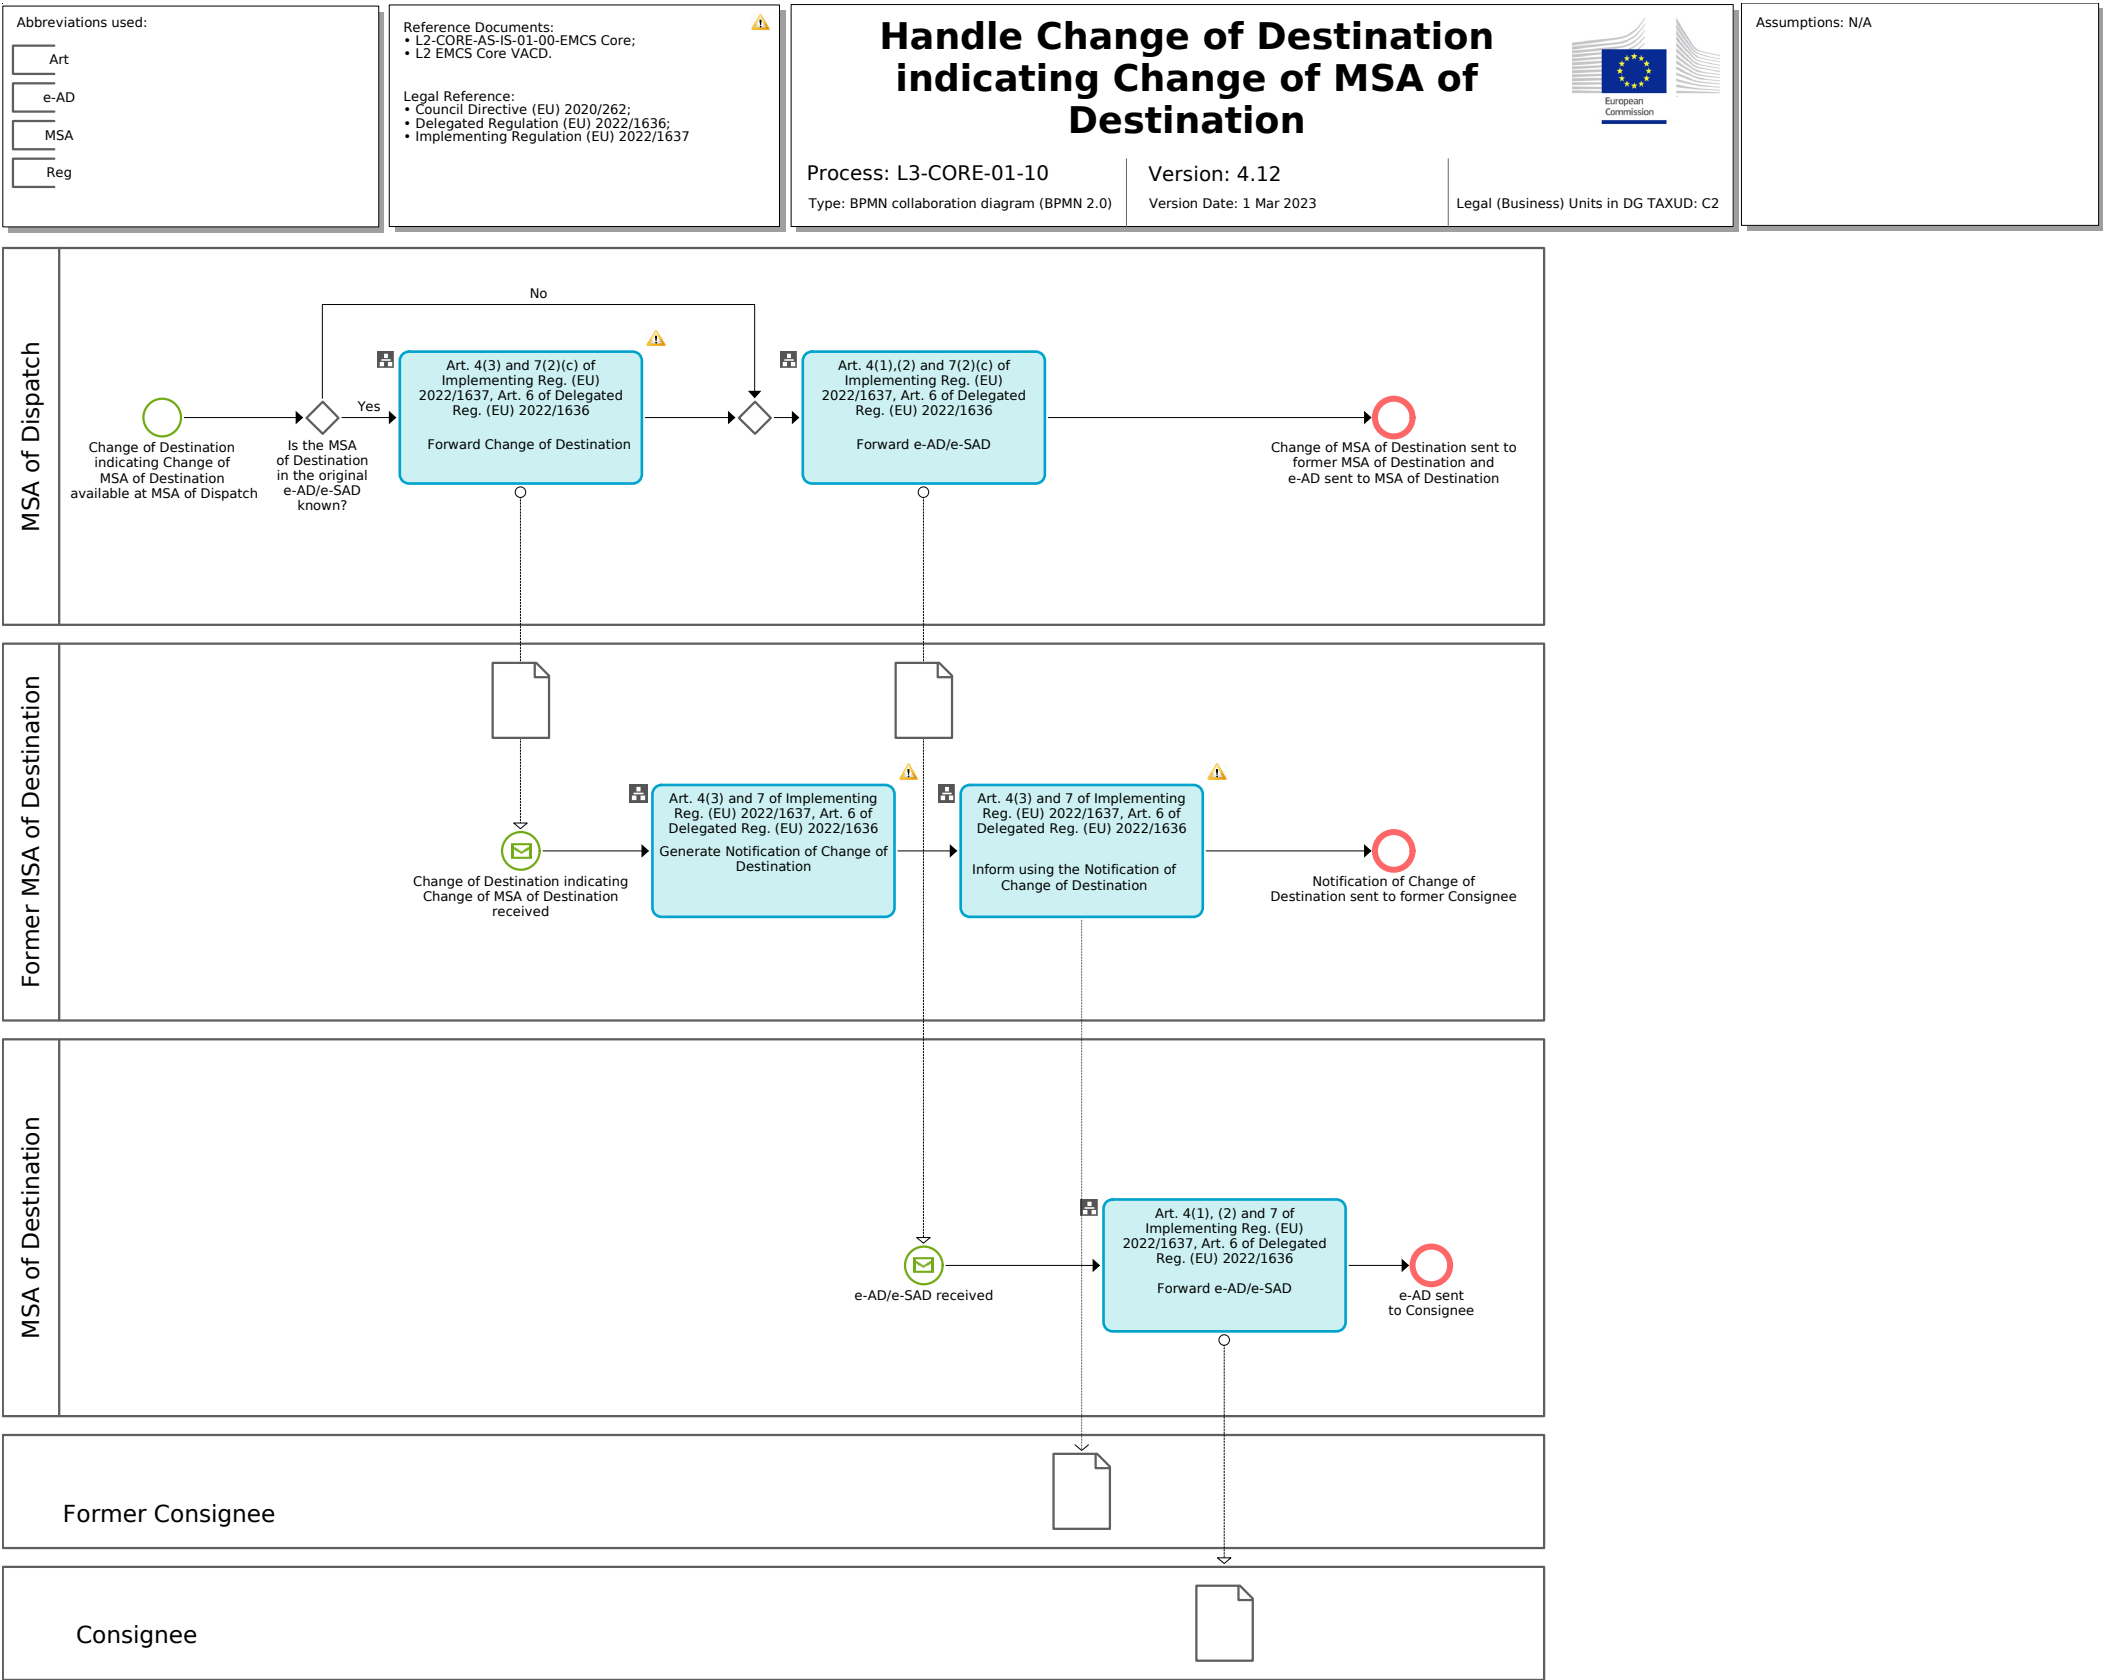 Abbreviations used:
Art
e-AD
MSA
Reg
Reference Documents:
• L2-CORE-AS-IS-01-00-EMCS Core;
• L2 EMCS Core VACD.
Legal Reference:
• Council Directive (EU) 2020/262;
• Delegated Regulation (EU) 2022/1636;
• Implementing Regulation (EU) 2022/1637
Handle Change of Destination
indicating Change of MSA of
Destination
European
Commission
Process: L3-CORE-01-10
Version: 4.12
Type: BPMN collaboration diagram (BPMN 2.0)
Version Date: 1 Mar 2023
Legal (Business) Units in DG TAXUD: C2
Assumptions: N/A
MSA of Dispatch
No
Change of Destination
indicating Change of
MSA of Destination
available at MSA of Dispatch
Is the MSA
of Destination
in the original
e-AD/e-SAD
known?
Yes
Art. 4(3) and 7(2)(c) of
Implementing Reg. (EU)
2022/1637, Art. 6 of Delegated
Reg. (EU) 2022/1636
Forward Change of Destination
Art. 4(1),(2) and 7(2)(c) of
Implementing Reg. (EU)
2022/1637, Art. 6 of Delegated
Reg. (EU) 2022/1636
Forward e-AD/e-SAD
Change of MSA of Destination sent to
former MSA of Destination and
e-AD sent to MSA of Destination
Former MSA of Destination
Change of Destination indicating
Change of MSA of Destination
received
Art. 4(3) and 7 of Implementing
Reg. (EU) 2022/1637, Art. 6 of
Delegated Reg. (EU) 2022/1636
Generate Notification of Change of
Destination
Art. 4(3) and 7 of Implementing
Reg. (EU) 2022/1637, Art. 6 of
Delegated Reg. (EU) 2022/1636
Inform using the Notification of
Change of Destination
Notification of Change of
Destination sent to former Consignee
MSA of Destination
e-AD/e-SAD received
Art. 4(1), (2) and 7 of
Implementing Reg. (EU)
2022/1637, Art. 6 of Delegated
Reg. (EU) 2022/1636
Forward e-AD/e-SAD
e-AD sent
to Consignee
Former Consignee
Consignee